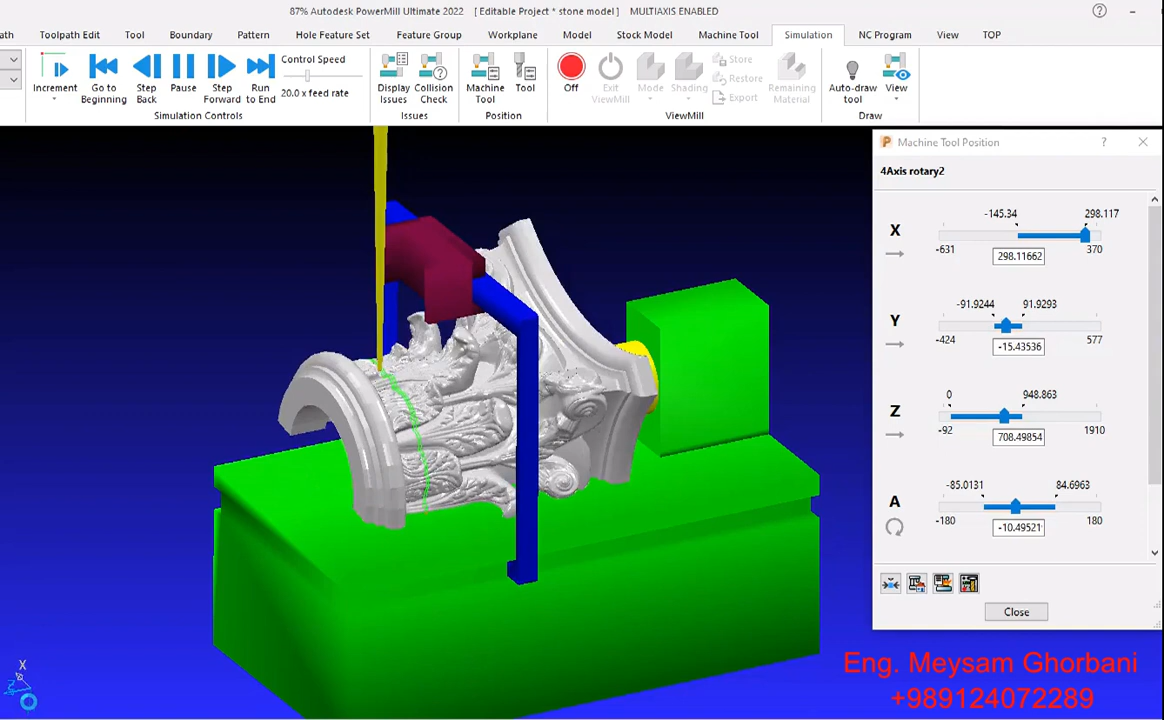 87% Autodesk PowerMill Ultimate 2022 [ Editable Project * stone model ] MULTIAXIS ENABLED
ath Toolpath Edit Tool Boundary Pattern Hole Feature Set Feature Group Workplane Model Stock Model Machine Tool Simulation NC Program View TOP
Increment Go to Beginning Step Back Pause Step Forward Run to End
Control Speed
20.0 x feed rate
Simulation Controls
Display Issues Collision Check
Issues
Machine Tool Tool
Position
Off Exit ViewMill Mode Shading
Store
Restore
Export
Remaining Material
ViewMill
Auto-draw tool View
Draw
P Machine Tool Position ?
4Axis rotary2
-145.34 298.117
X
-631 370
298.11662
-91.9244 91.9293
Y
-424 577
-15.43536
0 948.863
Z
-92 1910
708.49854
-85.0131 84.6963
A
-180 180
-10.49521
Close
X
Eng. Meysam Ghorbani
+989124072289